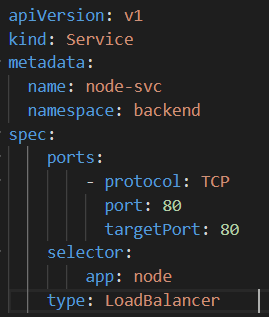 apiVersion: v1
kind: Service
metadata:
  name: node-svc
  namespace: backend
spec:
    ports:
        - protocol: TCP
          port: 80
          targetPort: 80
    selector:
        app: node
    type: LoadBalancer